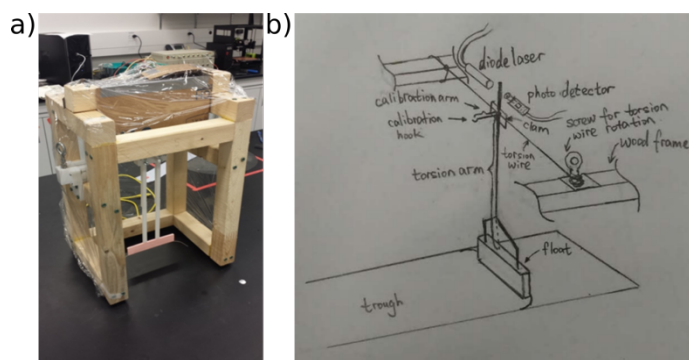 a)
b)
diode laser
calibration arm
photo detector
calibration
hook
clam
screw for torsion
wire rotation
wood frame
torsion
wire
torsion arm
float
trough